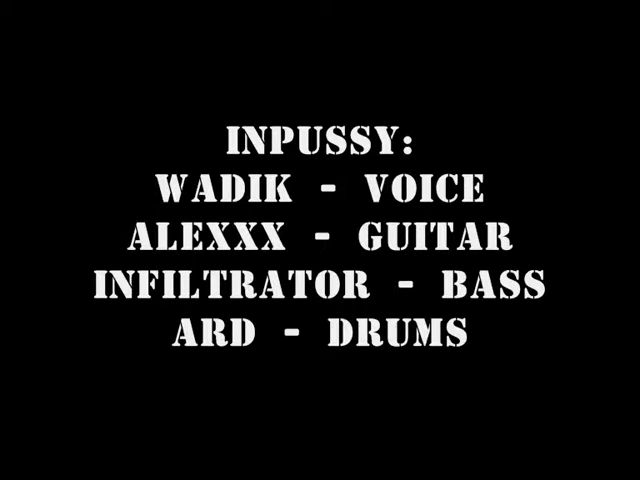 INPUSSY:
WADIK - VOICE
ALEXXX - GUITAR
INFILTRATOR - BASS
ARD - DRUMS